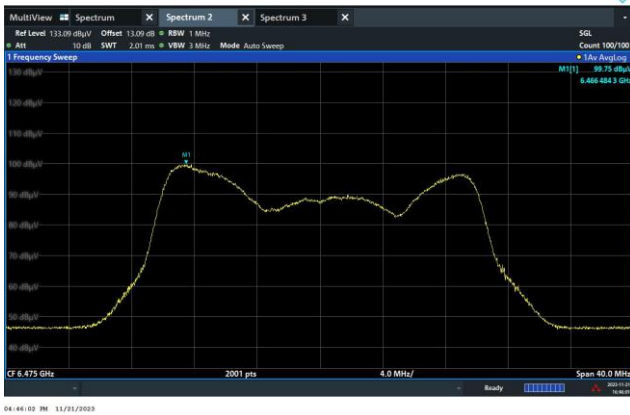 MultiView Spectrum X Spectrum 2 X Spectrum 3 X
Ref Level 133.09 dBµV Offset 13.09 dB RBW 1 MHz SGL
Att 10 dB SWT 2.01 ms VBW 3 MHz Mode Auto Sweep Count 100/100
1 Frequency Sweep 1Av AvgLog
M1[1] 99.75 dBµV
130 dBµV
6.466 484 3 GHz
120 dBµV
110 dBµV
M1
100 dBµV
90 dBµV
80 dBµV
70 dBµV
60 dBµV
50 dBµV
40 dBµV
CF 6.475 GHz 2001 pts 4.0 MHz/ Span 40.0 MHz
Ready 2023-11-21
04:46:03 PM 11/21/2023